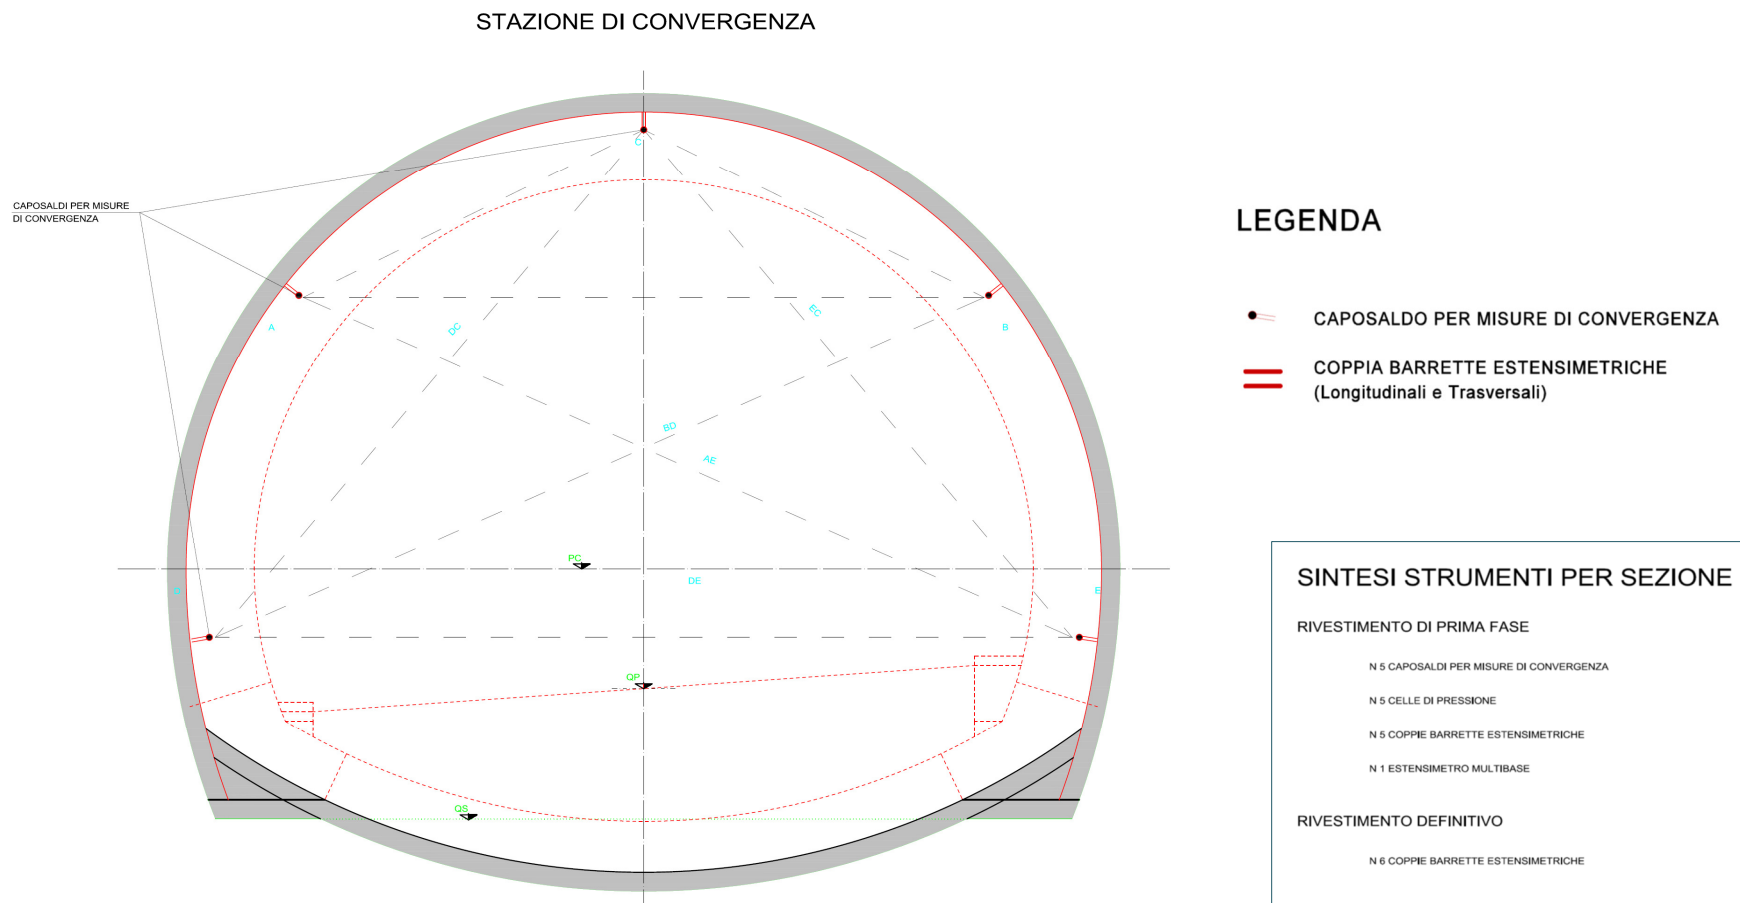 STAZIONE DI CONVERGENZA
C
CAPOSALDI PER MISURE
DI CONVERGENZA
A
B
DC
EC
BD
AE
PC
DE
E
QP
QS
LEGENDA
CAPOSALDO PER MISURE DI CONVERGENZA
COPPIA BARRETTE ESTENSIMETRICHE
(Longitudinali e Trasversali)
SINTESI STRUMENTI PER SEZIONE
RIVESTIMENTO DI PRIMA FASE
N 5 CAPOSALDI PER MISURE DI CONVERGENZA
N 5 CELLE DI PRESSIONE
N 5 COPPIE BARRETTE ESTENSIMETRICHE
N 1 ESTENSIMETRO MULTIBASE
RIVESTIMENTO DEFINITIVO
N 6 COPPIE BARRETTE ESTENSIMETRICHE